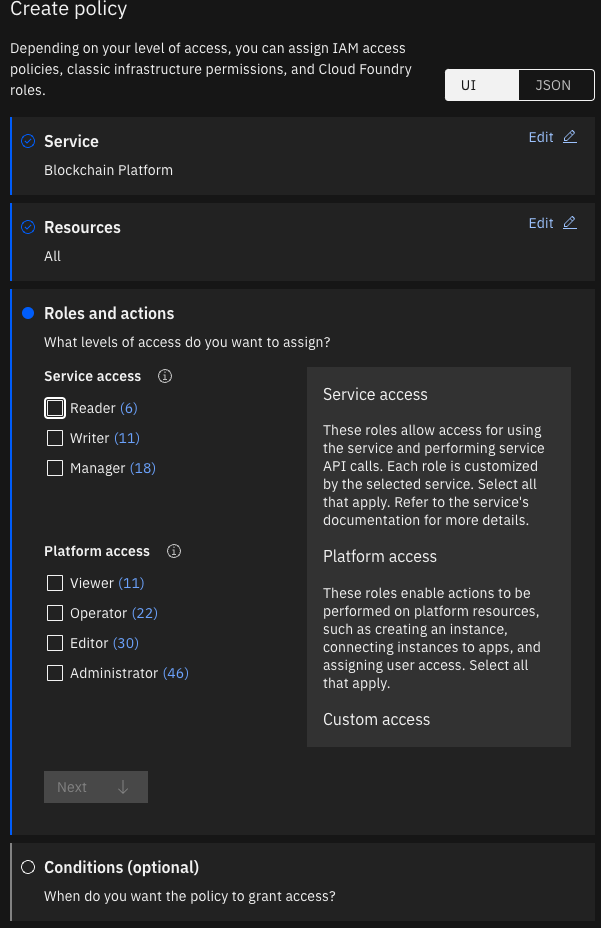 Create policy
Depending on your level of access, you can assign IAM access
policies, classic infrastructure permissions, and Cloud Foundry
roles.
UI
JSON
Service
Edit
Blockchain Platform
Resources
Edit
All
Roles and actions
What levels of access do you want to assign?
Service access
Reader (6)
Writer (11)
Manager (18)
Platform access
Viewer (11)
Operator (22)
Editor (30)
Administrator (46)
Service access
These roles allow access for using
the service and performing service
API calls. Each role is customized
by the selected service. Select all
that apply. Refer to the service's
documentation for more details.
Platform access
These roles enable actions to be
performed on platform resources,
such as creating an instance,
connecting instances to apps, and
assigning user access. Select all
that apply.
Custom access
Next
Conditions (optional)
When do you want the policy to grant access?